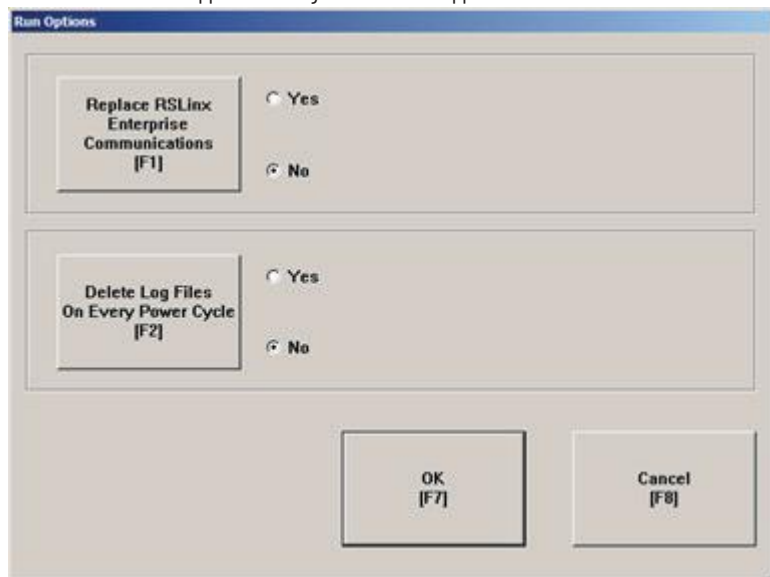 Run Options
Replace RSLinx
Enterprise
Communications
[F1]
Yes
No
Delete Log Files
On Every Power Cycle
[F2]
Yes
No
OK
[F7]
Cancel
[F8]